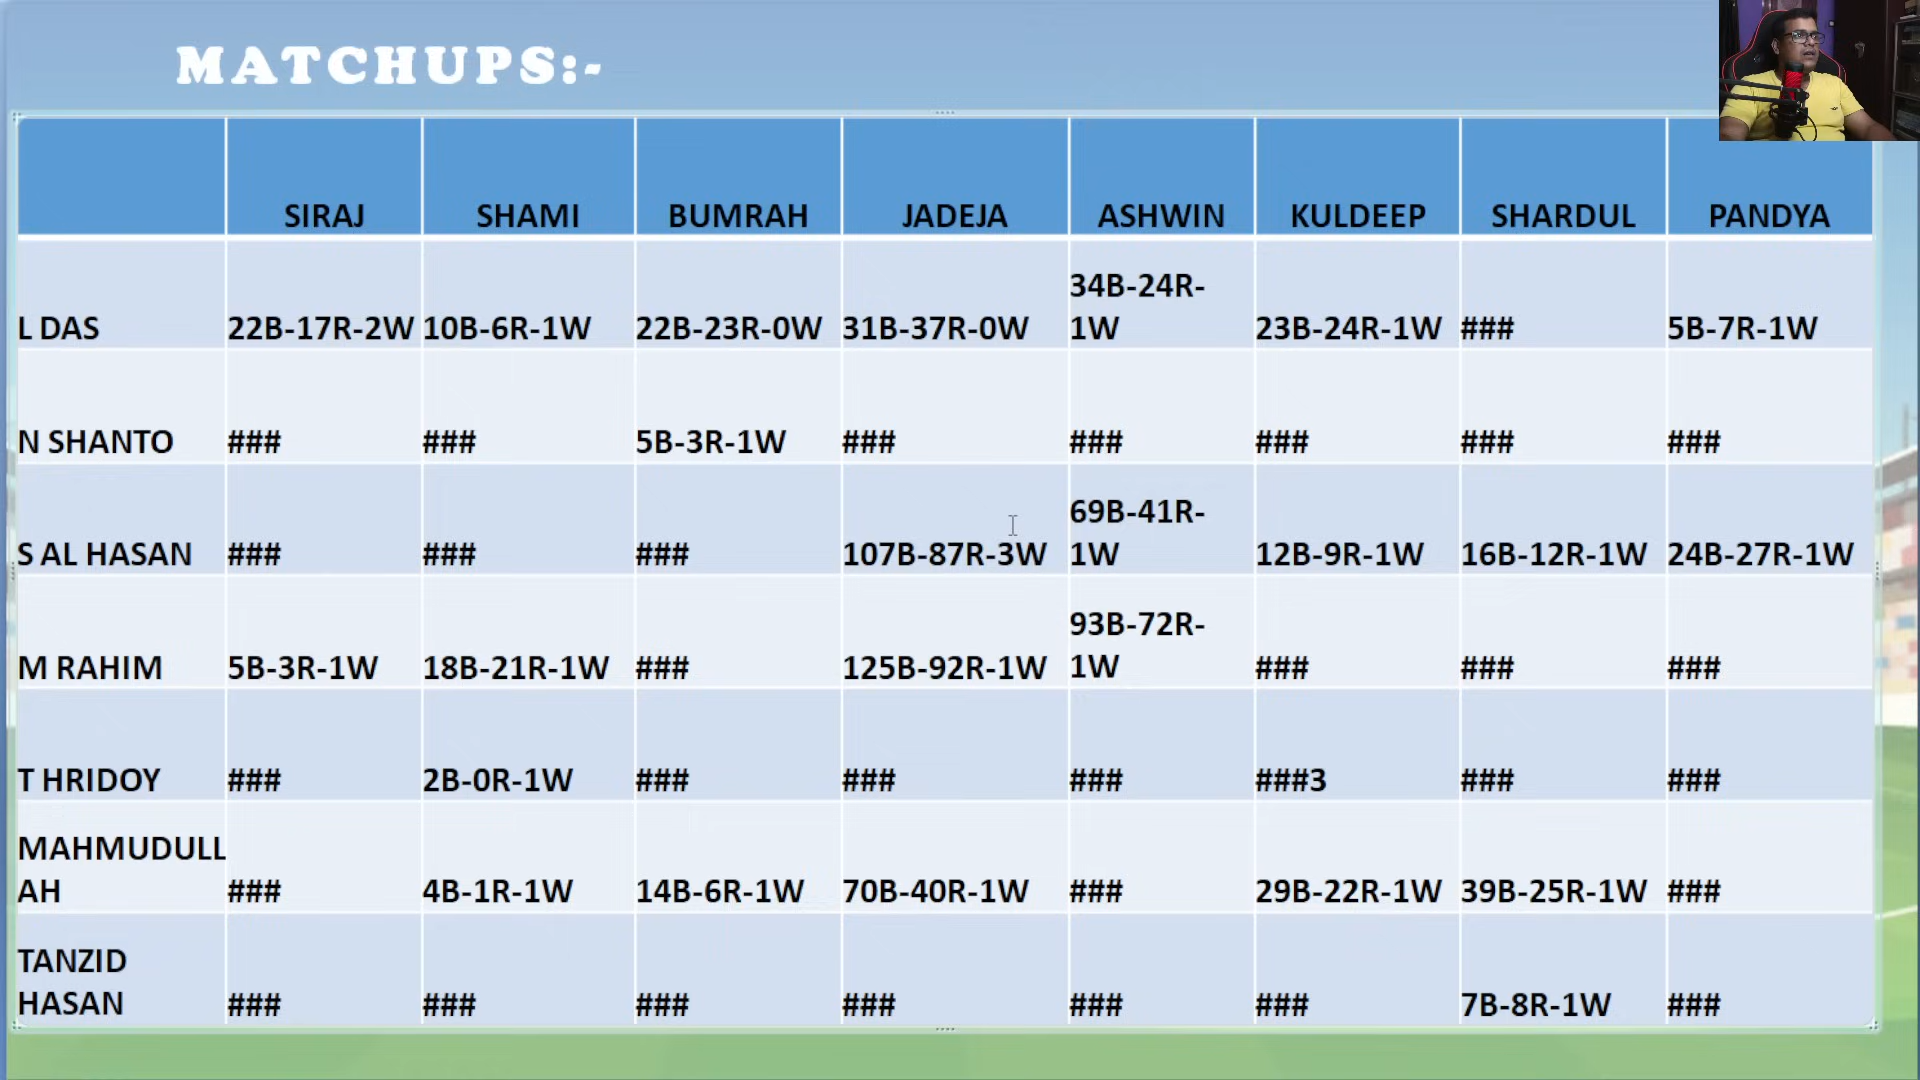 MATCHUPS:-
SIRAJ SHAMI BUMRAH JADEJA ASHWIN KULDEEP SHARDUL PANDYA
L DAS 22B-17R-2W 10B-6R-1W 22B-23R-0W 31B-37R-0W 34B-24R-
1W 23B-24R-1W ### 5B-7R-1W
N SHANTO ### ### 5B-3R-1W ### ### ### ### ###
S AL HASAN ### ### ### 107B-87R-3W 69B-41R-
1W 12B-9R-1W 16B-12R-1W 24B-27R-1W
M RAHIM 5B-3R-1W 18B-21R-1W ### 125B-92R-1W 93B-72R-
1W ### ### ###
T HRIDOY ### 2B-0R-1W ### ### ### ###3 ### ###
MAHMUDULL
AH ### 4B-1R-1W 14B-6R-1W 70B-40R-1W ### 29B-22R-1W 39B-25R-1W ###
TANZID
HASAN ### ### ### ### ### ### 7B-8R-1W ###